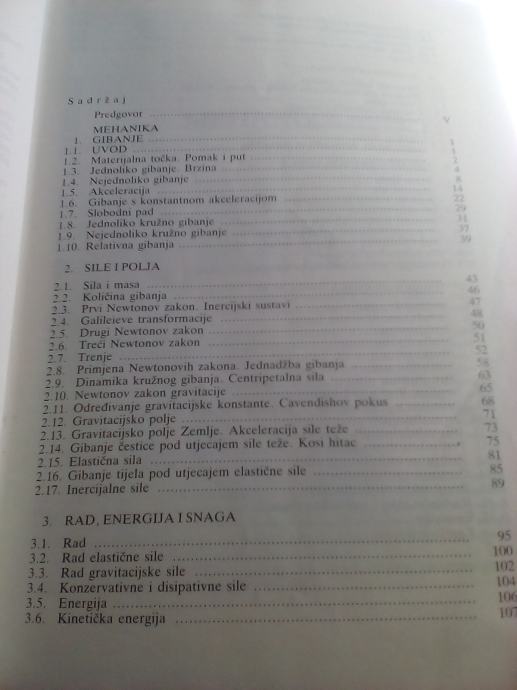 Sadržaj
Predgovor V
MEHANIKA
1. GIBANJE 1
1.1. UVOD 1
1.2. Materijalna točka. Pomak i put 2
1.3. Jednoliko gibanje. Brzina 4
1.4. Nejednoliko gibanje 8
1.5. Akceleracija 14
1.6. Gibanje s konstantnom akceleracijom 22
1.7. Slobodni pad 29
1.8. Jednoliko kružno gibanje 31
1.9. Nejednoliko kružno gibanje 37
1.10. Relativna gibanja 39
2. SILE I POLJA
2.1. Sila i masa 43
2.2. Količina gibanja 46
2.3. Prvi Newtonov zakon. Inercijski sustavi 47
2.4. Galileieve transformacije 48
2.5. Drugi Newtonov zakon 50
2.6. Treći Newtonov zakon 51
2.7. Trenje 52
2.8. Primjena Newtonovih zakona. Jednadžba gibanja 58
2.9. Dinamika kružnog gibanja. Centripetalna sila 63
2.10. Newtonov zakon gravitacije 65
2.11. Određivanje gravitacijske konstante. Cavendishov pokus 68
2.12. Gravitacijsko polje 71
2.13. Gravitacijsko polje Zemlje. Akceleracija sile teže 73
2.14. Gibanje čestice pod utjecajem sile teže. Kosi hitac 75
2.15. Elastična sila 81
2.16. Gibanje tijela pod utjecajem elastične sile 85
2.17. Inercijalne sile 89
3. RAD, ENERGIJA I SNAGA
3.1. Rad 95
3.2. Rad elastične sile 100
3.3. Rad gravitacijske sile 102
3.4. Konzervativne i disipativne sile 104
3.5. Energija 106
3.6. Kinetička energija 107